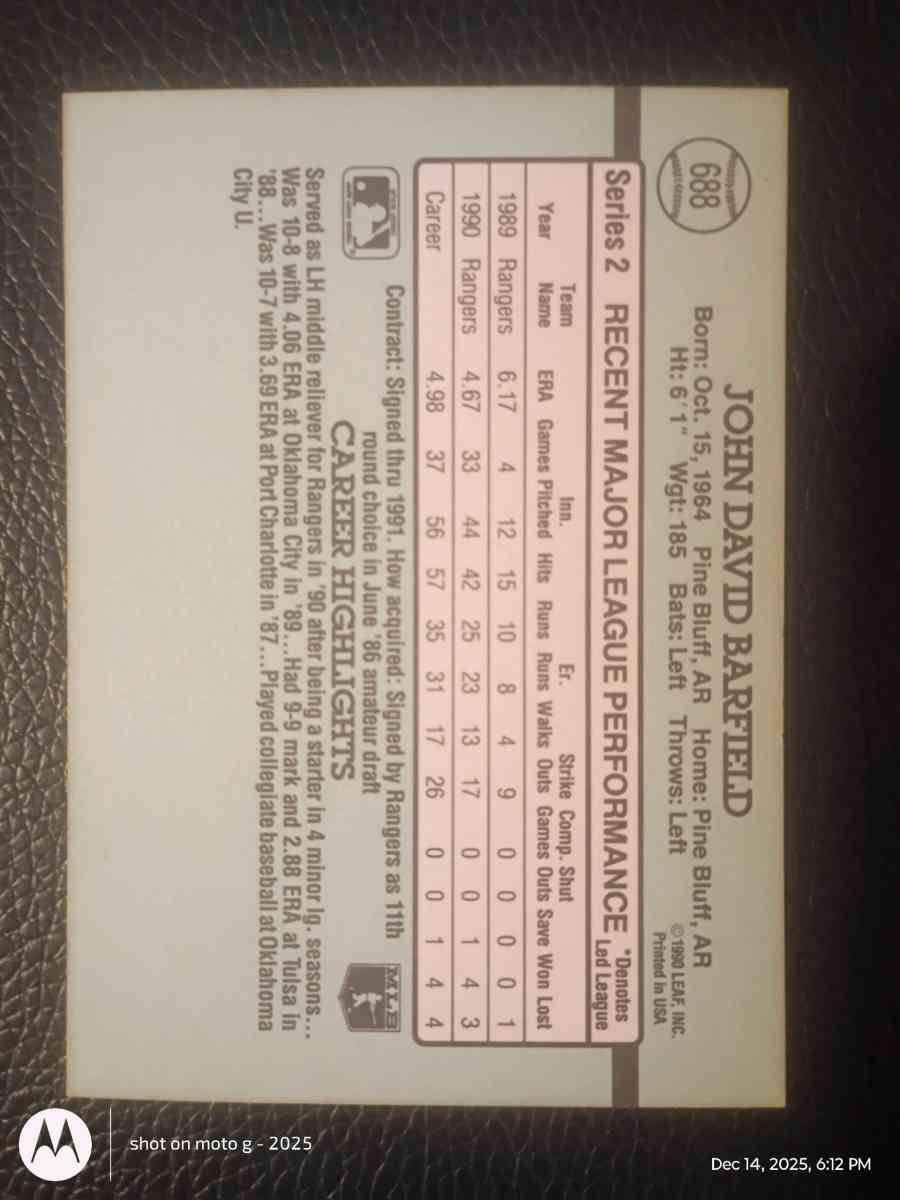 688
JOHN DAVID BARFIELD
Born: Oct. 15, 1964 Pine Bluff, AR Home: Pine Bluff, AR
Ht: 6'1" Wgt: 185 Bats: Left Throws: Left
©1990 LEAF, INC.
Printed in USA
Series 2 RECENT MAJOR LEAGUE PERFORMANCE *Denotes Led League
Team Inn. Er. Strike Comp. Shut
Year Name ERA Games Pitched Hits Runs Runs Walks Outs Games Outs Save Won Lost
1989 Rangers 6.17 4 12 15 10 8 4 9 0 0 0 0 1
1990 Rangers 4.67 33 44 42 25 23 13 17 0 0 1 4 3
Career 4.98 37 56 57 35 31 17 26 0 0 1 4 4
Contract: Signed thru 1991. How acquired: Signed by Rangers as 11th
round choice in June '86 amateur draft
MLB
CAREER HIGHLIGHTS
Served as LH middle reliever for Rangers in '90 after being a starter in 4 minor lg. seasons...
Was 10-8 with 4.06 ERA at Oklahoma City in '89...Had 9-9 mark and 2.88 ERA at Tulsa in
'88...Was 10-7 with 3.69 ERA at Port Charlotte in '87...Played collegiate baseball at Oklahoma
City U.
shot on moto g - 2025
Dec 14, 2025, 6:12 PM